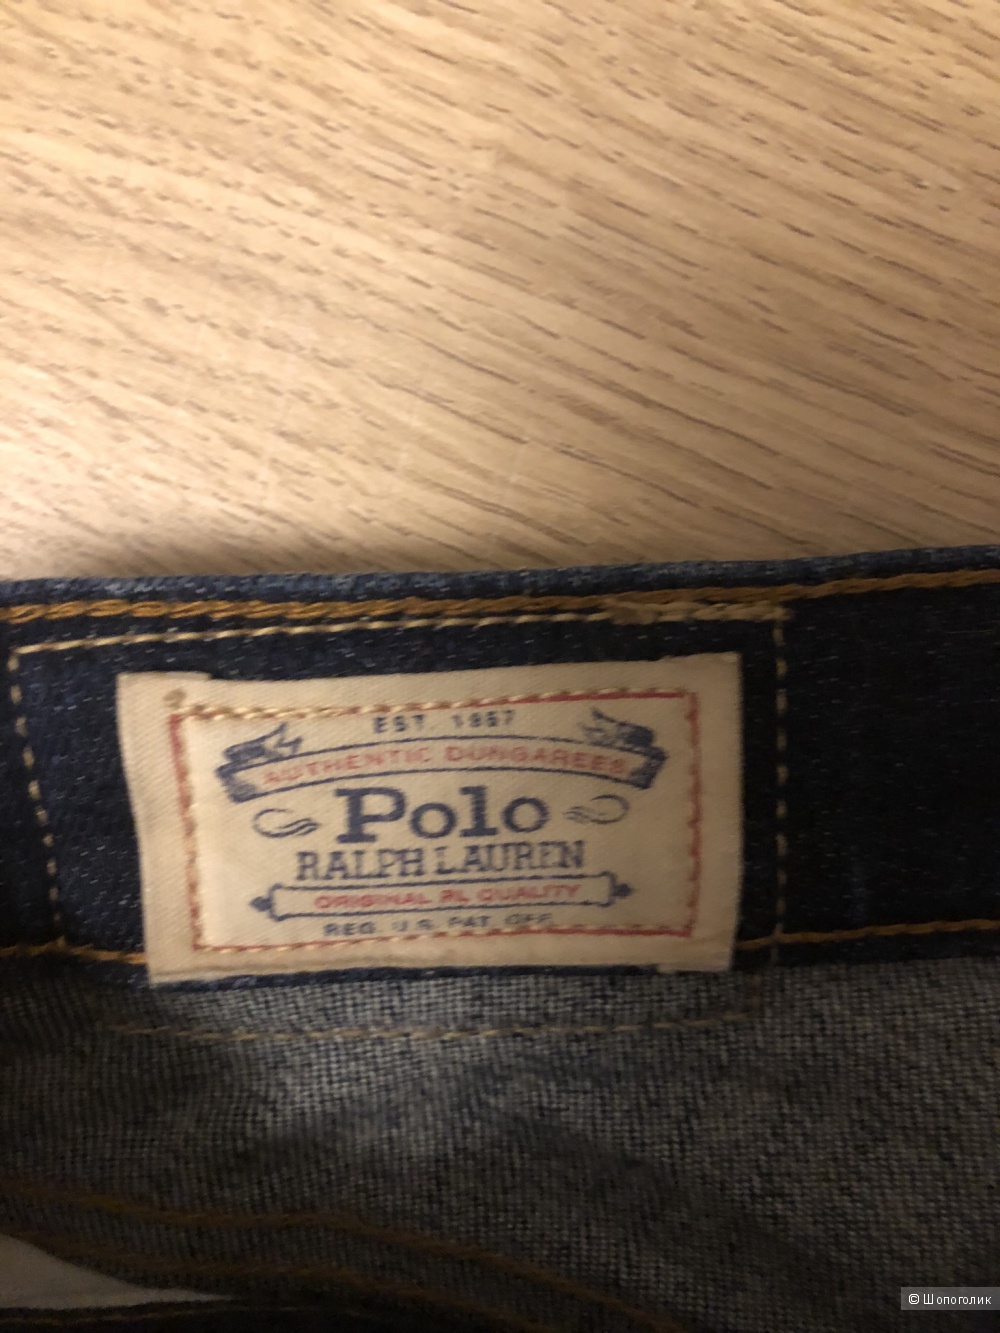 EST. 1967
AUTHENTIC DUNGAREES
Polo
RALPH LAUREN
ORIGINAL RL QUALITY
REG. U.S. PAT. OFF.
© Шопоголик